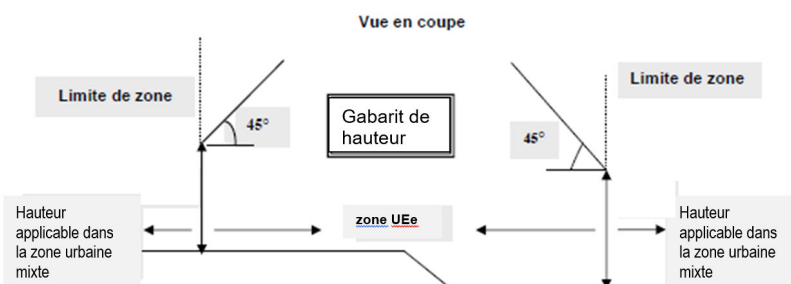 Vue en coupe
Limite de zone
Limite de zone
45°
Gabarit de
hauteur
45°
Hauteur
applicable dans
la zone urbaine
mixte
zone UEe
Hauteur
applicable dans
la zone urbaine
mixte